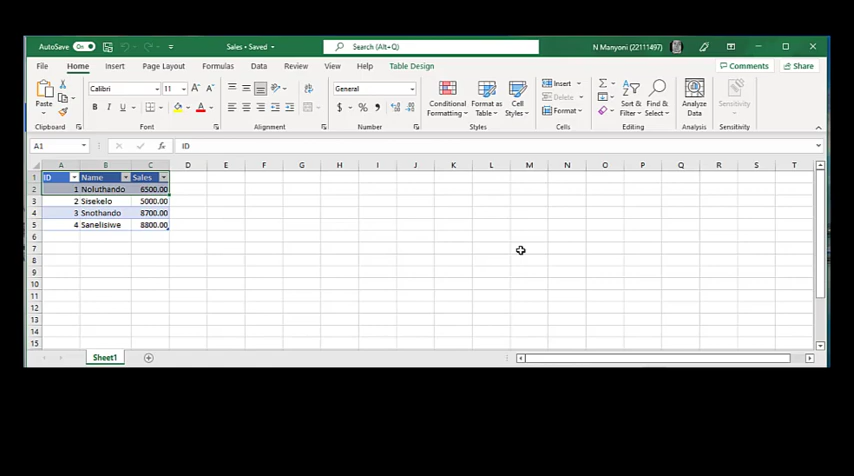 AutoSave On Sales • Saved Search (Alt+Q) N Manyoni (22111497)
File Home Insert Page Layout Formulas Data Review View Help Table Design Comments Share
Calibri 11 General Insert
Paste B I U A $ % Conditional Formatting Format as Table Cell Styles Delete Format Sort & Filter Find & Select Analyze Data Sensitivity
Clipboard Font Alignment Number Styles Cells Editing Analysis Sensitivity
A1 fx ID
A B C D E F G H I J K L M N O P Q R S T
1 ID Name Sales
2 1 Noluthando 6500.00
3 2 Sisekelo 5000.00
4 3 Snothando 8700.00
5 4 Sanelisiwe 8800.00
6
7
8
9
10
11
12
13
14
15
Sheet1